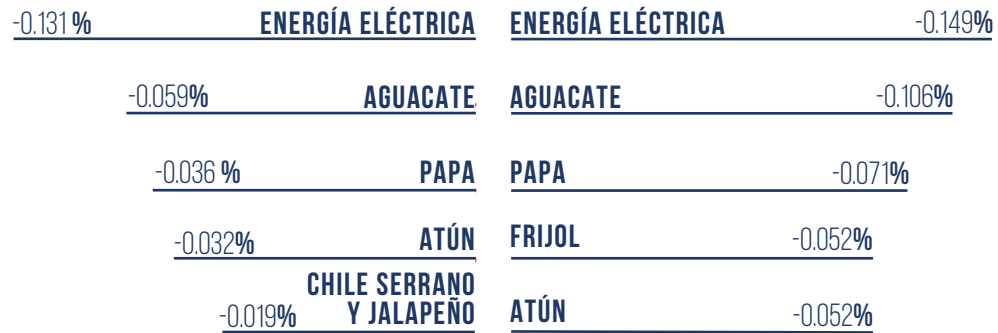 -0.131 % ENERGÍA ELÉCTRICA
-0.059% AGUACATE
-0.036 % PAPA
-0.032% ATÚN
CHILE SERRANO
-0.019% Y JALAPEÑO
ENERGÍA ELÉCTRICA -0.149%
AGUACATE -0.106%
PAPA -0.071%
FRIJOL -0.052%
ATÚN -0.052%